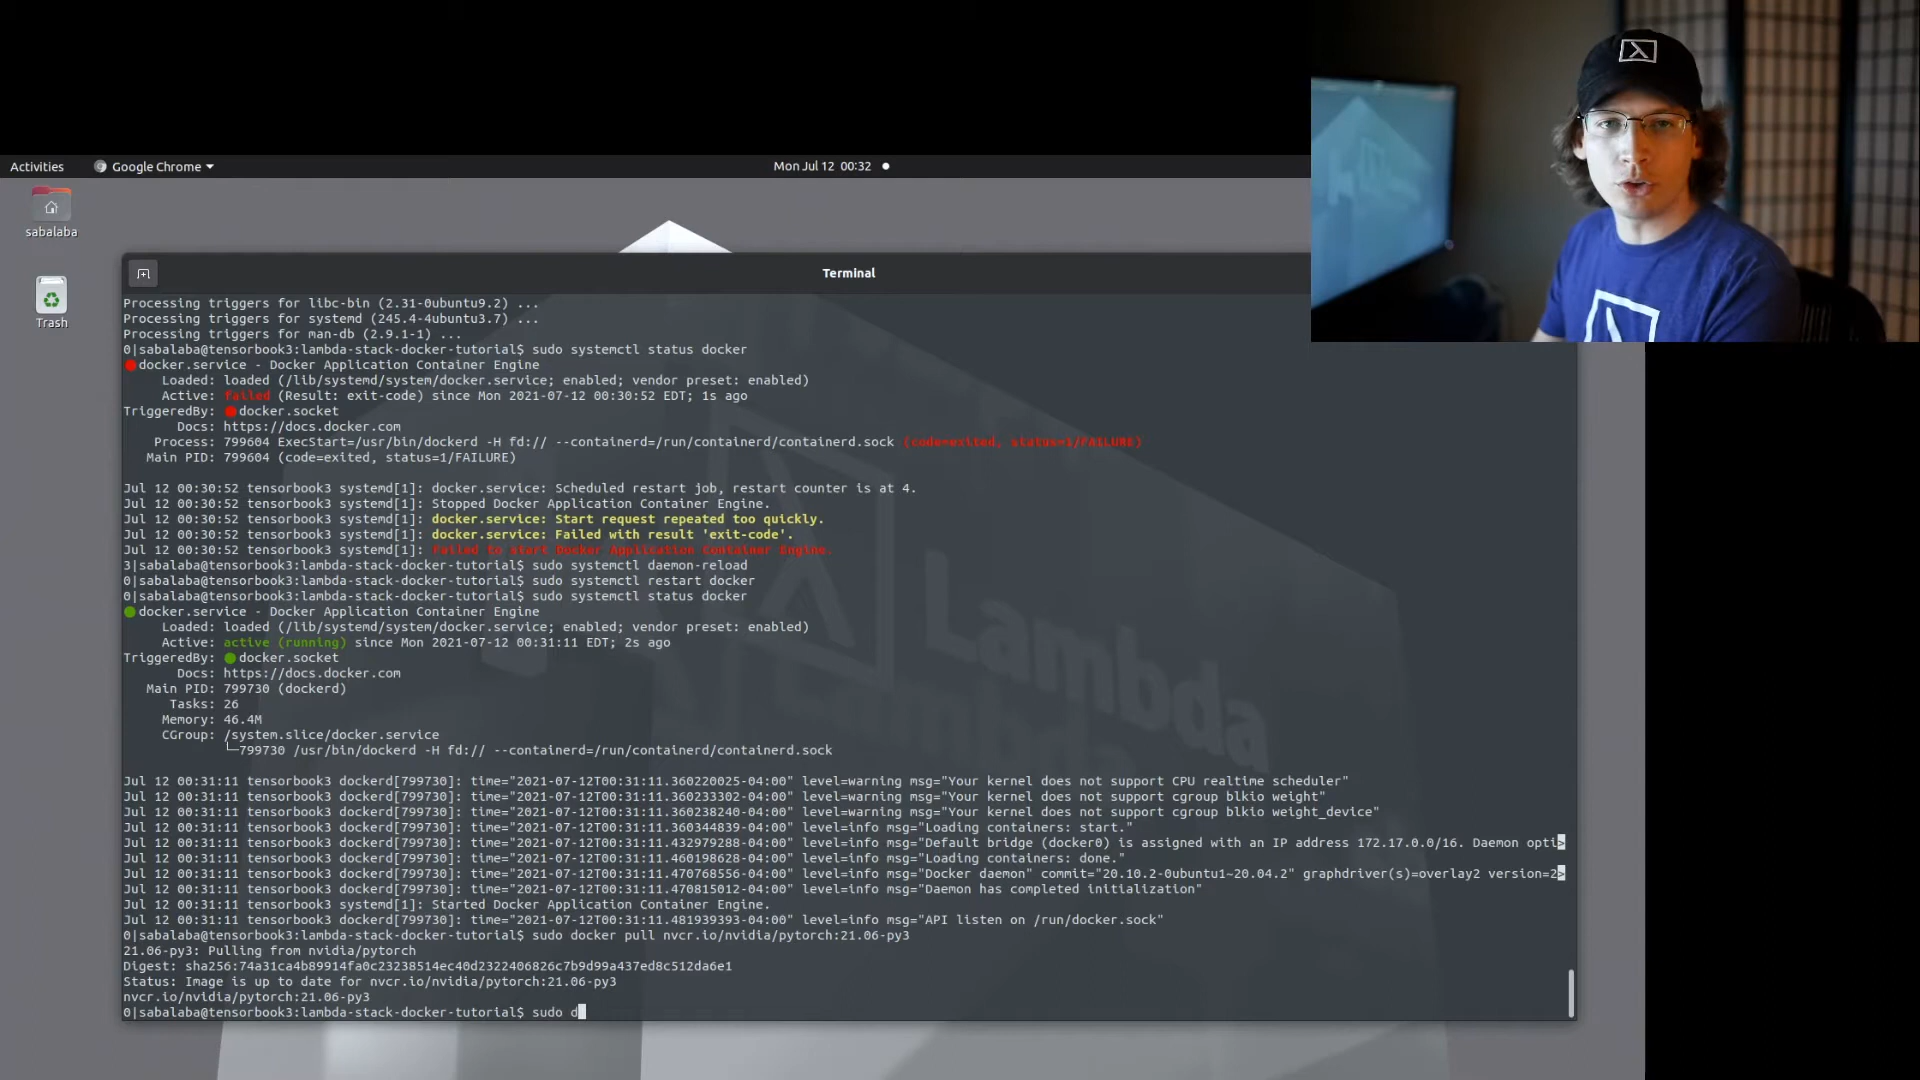 Activities
Google Chrome
Mon Jul 12 00:32
sabalaba
Trash
Terminal
Processing triggers for libc-bin (2.31-0ubuntu9.2) ...
Processing triggers for systemd (245.4-4ubuntu3.7) ...
Processing triggers for man-db (2.9.1-1) ...
0|sabalaba@tensorbook3:lambda-stack-docker-tutorial$ sudo systemctl status docker
docker.service - Docker Application Container Engine
Loaded: loaded (/lib/systemd/system/docker.service; enabled; vendor preset: enabled)
Active: failed (Result: exit-code) since Mon 2021-07-12 00:30:52 EDT; 1s ago
TriggeredBy: docker.socket
Docs: https://docs.docker.com
Process: 799604 ExecStart=/usr/bin/dockerd -H fd:// --containerd=/run/containerd/containerd.sock (code=exited, status=1/FAILURE)
Main PID: 799604 (code=exited, status=1/FAILURE)
Jul 12 00:30:52 tensorbook3 systemd[1]: docker.service: Scheduled restart job, restart counter is at 4.
Jul 12 00:30:52 tensorbook3 systemd[1]: Stopped Docker Application Container Engine.
Jul 12 00:30:52 tensorbook3 systemd[1]: docker.service: Start request repeated too quickly.
Jul 12 00:30:52 tensorbook3 systemd[1]: docker.service: Failed with result 'exit-code'.
Jul 12 00:30:52 tensorbook3 systemd[1]: Failed to start Docker Application Container Engine.
3|sabalaba@tensorbook3:lambda-stack-docker-tutorial$ sudo systemctl daemon-reload
0|sabalaba@tensorbook3:lambda-stack-docker-tutorial$ sudo systemctl restart docker
0|sabalaba@tensorbook3:lambda-stack-docker-tutorial$ sudo systemctl status docker
docker.service - Docker Application Container Engine
Loaded: loaded (/lib/systemd/system/docker.service; enabled; vendor preset: enabled)
Active: active (running) since Mon 2021-07-12 00:31:11 EDT; 2s ago
TriggeredBy: docker.socket
Docs: https://docs.docker.com
Main PID: 799730 (dockerd)
Tasks: 26
Memory: 46.4M
CGroup: /system.slice/docker.service
└─799730 /usr/bin/dockerd -H fd:// --containerd=/run/containerd/containerd.sock
Jul 12 00:31:11 tensorbook3 dockerd[799730]: time="2021-07-12T00:31:11.360220025-04:00" level=warning msg="Your kernel does not support CPU realtime scheduler"
Jul 12 00:31:11 tensorbook3 dockerd[799730]: time="2021-07-12T00:31:11.360233302-04:00" level=warning msg="Your kernel does not support cgroup blkio weight"
Jul 12 00:31:11 tensorbook3 dockerd[799730]: time="2021-07-12T00:31:11.360238240-04:00" level=warning msg="Your kernel does not support cgroup blkio weight_device"
Jul 12 00:31:11 tensorbook3 dockerd[799730]: time="2021-07-12T00:31:11.360344839-04:00" level=info msg="Loading containers: start."
Jul 12 00:31:11 tensorbook3 dockerd[799730]: time="2021-07-12T00:31:11.432979288-04:00" level=info msg="Default bridge (docker0) is assigned with an IP address 172.17.0.0/16. Daemon opti>
Jul 12 00:31:11 tensorbook3 dockerd[799730]: time="2021-07-12T00:31:11.460198628-04:00" level=info msg="Loading containers: done."
Jul 12 00:31:11 tensorbook3 dockerd[799730]: time="2021-07-12T00:31:11.470768556-04:00" level=info msg="Docker daemon" commit="20.10.2-0ubuntu1~20.04.2" graphdriver(s)=overlay2 version=2>
Jul 12 00:31:11 tensorbook3 dockerd[799730]: time="2021-07-12T00:31:11.470815012-04:00" level=info msg="Daemon has completed initialization"
Jul 12 00:31:11 tensorbook3 systemd[1]: Started Docker Application Container Engine.
Jul 12 00:31:11 tensorbook3 dockerd[799730]: time="2021-07-12T00:31:11.481939393-04:00" level=info msg="API listen on /run/docker.sock"
0|sabalaba@tensorbook3:lambda-stack-docker-tutorial$ sudo docker pull nvcr.io/nvidia/pytorch:21.06-py3
21.06-py3: Pulling from nvidia/pytorch
Digest: sha256:74a31ca4b89914fa0c23238514ec40d2322406826c7b9d99a437ed8c512da6e1
Status: Image is up to date for nvcr.io/nvidia/pytorch:21.06-py3
nvcr.io/nvidia/pytorch:21.06-py3
0|sabalaba@tensorbook3:lambda-stack-docker-tutorial$ sudo d
Lambda